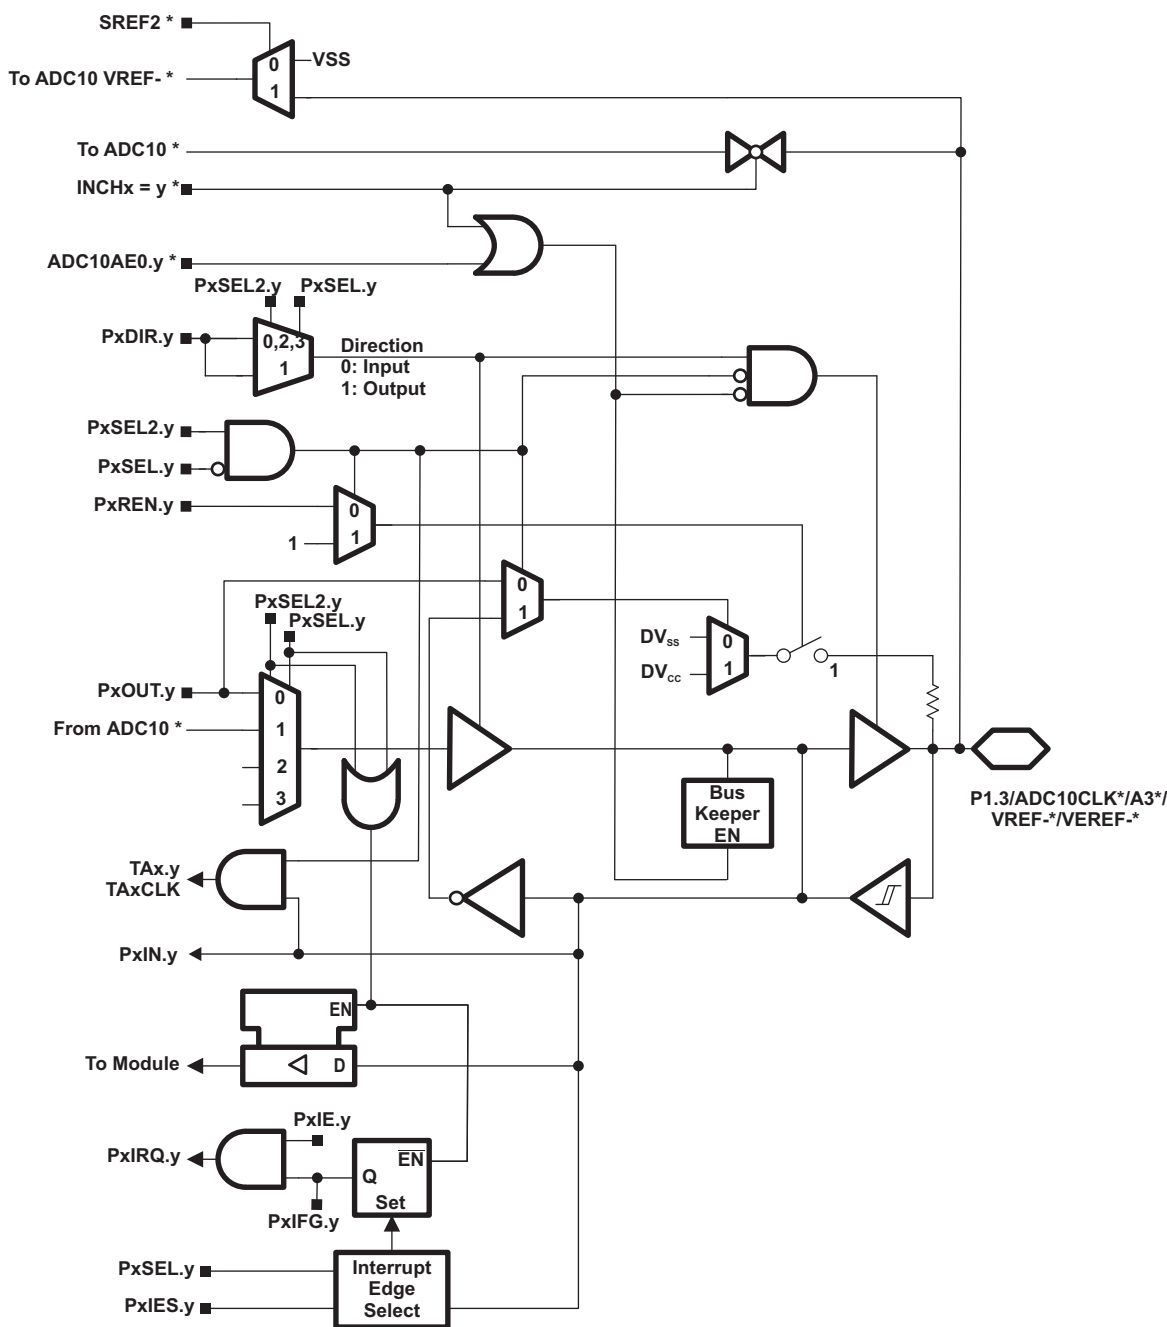 SREF2 *
VSS
0
To ADC10 VREF- *
1
To ADC10 *
INCHx = y *
ADC10AE0.y *
PxSEL2.y
PxSEL.y
PxDIR.y
0,2,3
1
Direction
0: Input
1: Output
PxSEL2.y
PxSEL.y
PxREN.y
0
1
1
0
1
PxSEL2.y
PxSEL.y
DVSS
0
DVCC
1
1
PxOUT.y
0
From ADC10 *
1
2
3
Bus
Keeper
EN
P1.3/ADC10CLK*/A3*/
VREF-*/VEREF-*
TAx.y
TAxCLK
PxIN.y
EN
To Module
D
PxIE.y
PxIRQ.y
EN
Q
Set
PxIFG.y
PxSEL.y
PxIES.y
Interrupt
Edge
Select